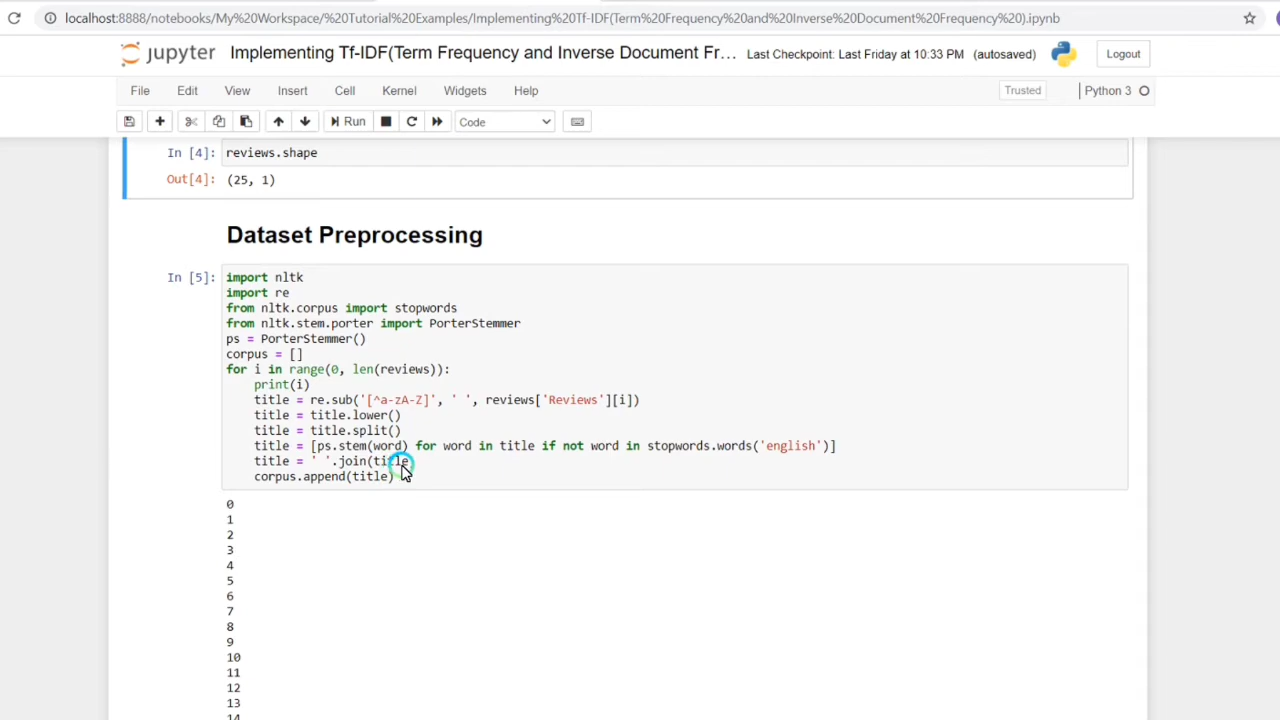 localhost:8888/notebooks/My%20Workspace/%20Tutorial%20Examples/Implementing%20Tf-IDF(Term%20Frequency%20and%20Inverse%20Document%20Frequency%20).ipynb
jupyter Implementing Tf-IDF(Term Frequency and Inverse Document Fr... Last Checkpoint: Last Friday at 10:33 PM (autosaved) Logout
File Edit View Insert Cell Kernel Widgets Help Trusted Python 3
Run Code
In [4]: reviews.shape
Out[4]: (25, 1)
Dataset Preprocessing
In [5]: import nltk
import re
from nltk.corpus import stopwords
from nltk.stem.porter import PorterStemmer
ps = PorterStemmer()
corpus = []
for i in range(0, len(reviews)):
print(i)
title = re.sub('[^a-zA-Z]', ' ', reviews['Reviews'][i])
title = title.lower()
title = title.split()
title = [ps.stem(word) for word in title if not word in stopwords.words('english')]
title = ' '.join(title
corpus.append(title)
0
1
2
3
4
5
6
7
8
9
10
11
12
13
14